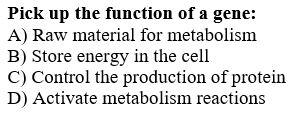 Pick up the function of a gene:
A) Raw material for metabolism
B) Store energy in the cell
C) Control the production of protein
D) Activate metabolism reactions